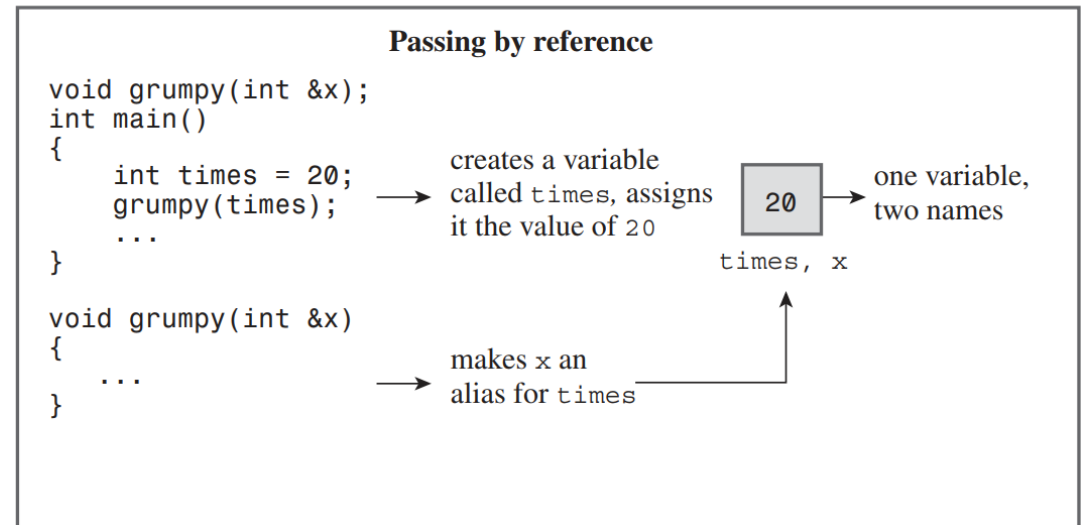 Passing by reference
void grumpy(int &x);
int main()
{
int times = 20;
grumpy(times);
...
}
creates a variable
called times, assigns
it the value of 20
20
times, x
one variable,
two names
void grumpy(int &x)
{
...
}
makes x an
alias for times